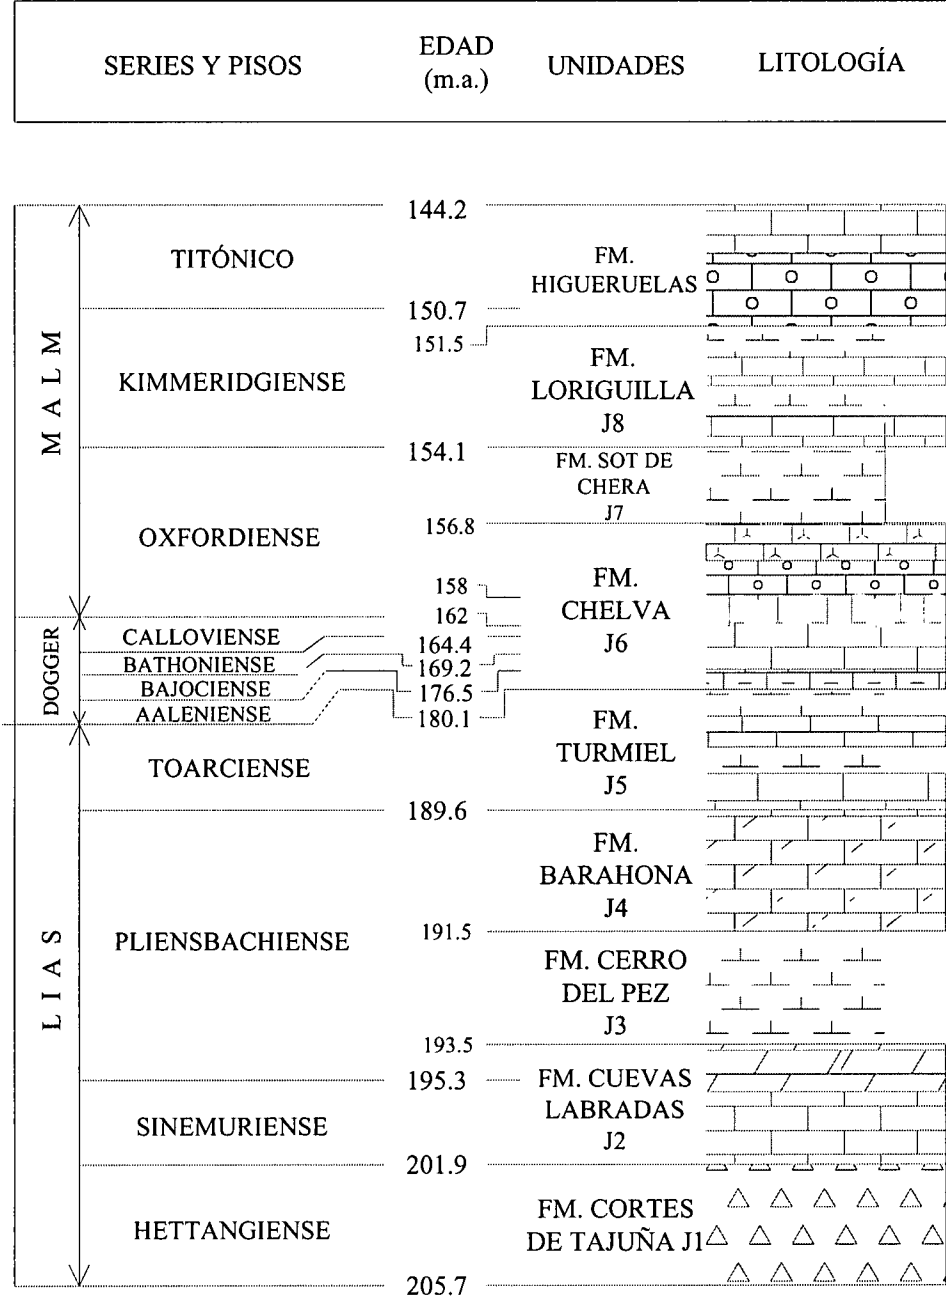 SERIES Y PISOS
EDAD
(m.a.)
UNIDADES
LITOLOGÍA
MALM
DOGGER
LIAS
TITÓNICO
KIMMERIDGIENSE
OXFORDIENSE
CALLOVIENSE
BATHONIENSE
BAJOCIENSE
AALENIENSE
TOARCIENSE
PLIENSBACHIENSE
SINEMURIENSE
HETTANGIENSE
144.2
150.7
151.5
154.1
156.8
158
162
164.4
169.2
176.5
180.1
189.6
191.5
193.5
195.3
201.9
205.7
FM.
HIGUERUELAS
FM.
LORIGUILLA
J8
FM. SOT DE
CHERA
J7
FM.
CHELVA
J6
FM.
TURMIEL
J5
FM.
BARAHONA
J4
FM. CERRO
DEL PEZ
J3
FM. CUEVAS
LABRADAS
J2
FM. CORTES
DE TAJUÑA J1